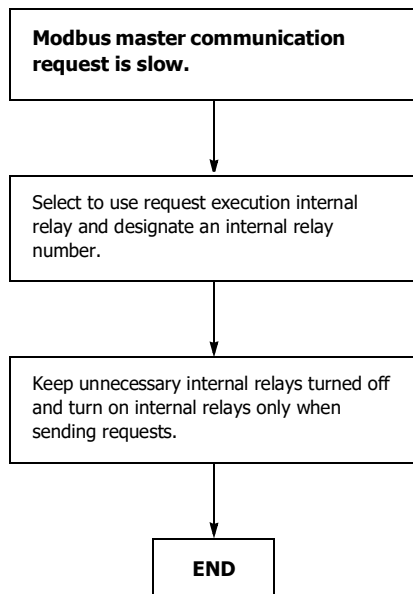 Modbus master communication
request is slow.
Select to use request execution internal
relay and designate an internal relay
number.
Keep unnecessary internal relays turned off
and turn on internal relays only when
sending requests.
END